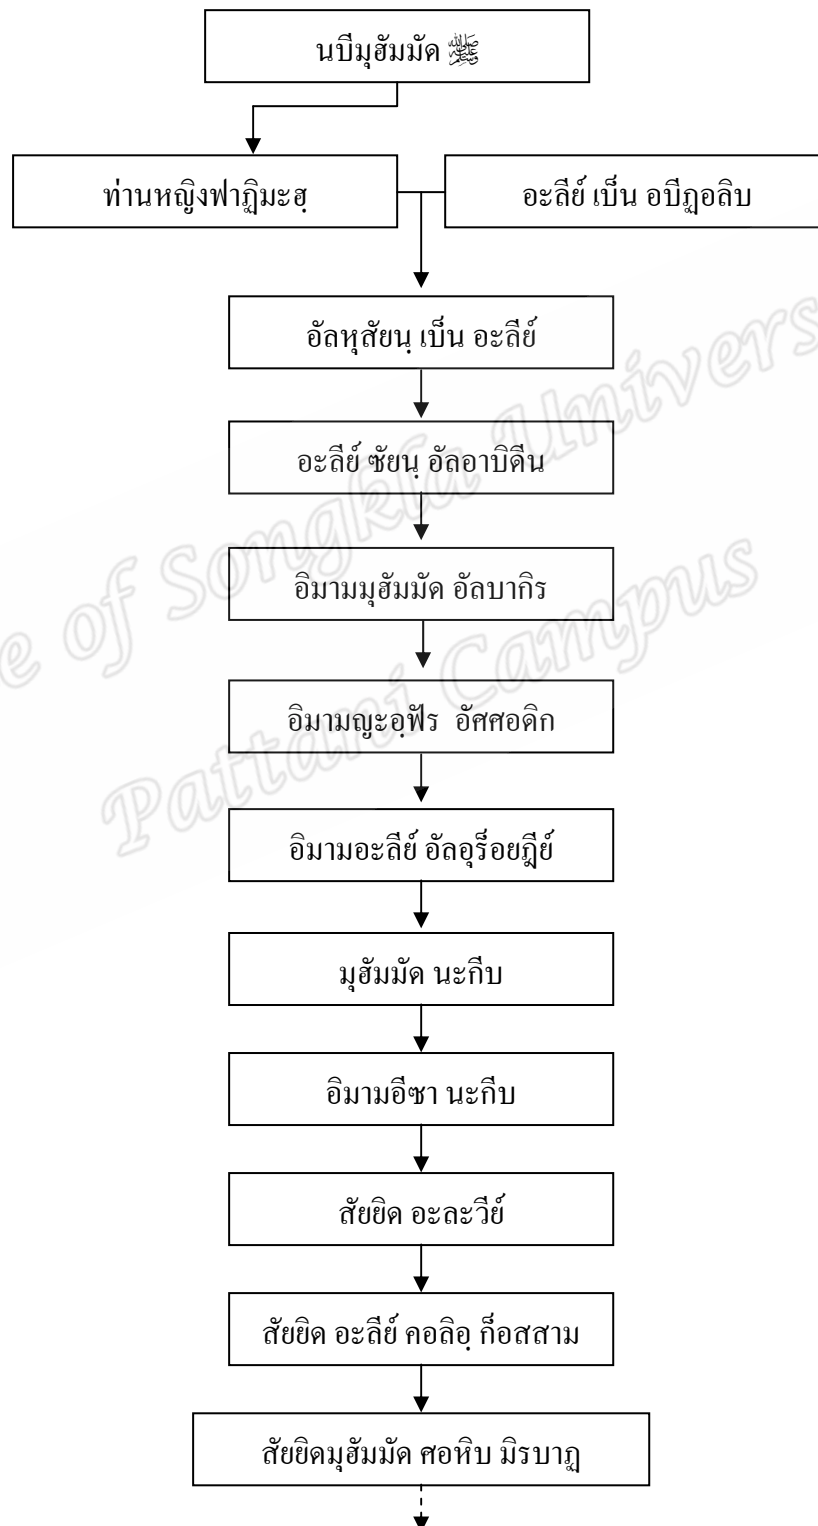 นบีมุฮัมมัด ﷺ
ท่านหญิงฟาฏิมะฮฺ
อะลีย์ เบ็น อบีฏอลิบ
อัลหุสัยนฺ เบ็น อะลีย์
อะลีย์ ซัยนฺ อัลอาบิดีน
อิมามมุฮัมมัด อัลบากิร
อิมามญะอฺฟัร อัศศอดิก
อิมามอะลีย์ อัลอุร็อยฎีย์
มุฮัมมัด นะกีบ
อิมามอีซา นะกีบ
สัยยิด อะละวีย์
สัยยิด อะลีย์ คอลิอฺ ก็อสสาม
สัยยิดมุฮัมมัด ศอหิบ มิรบาฏ
of Songkla Univers
Pattani Campus